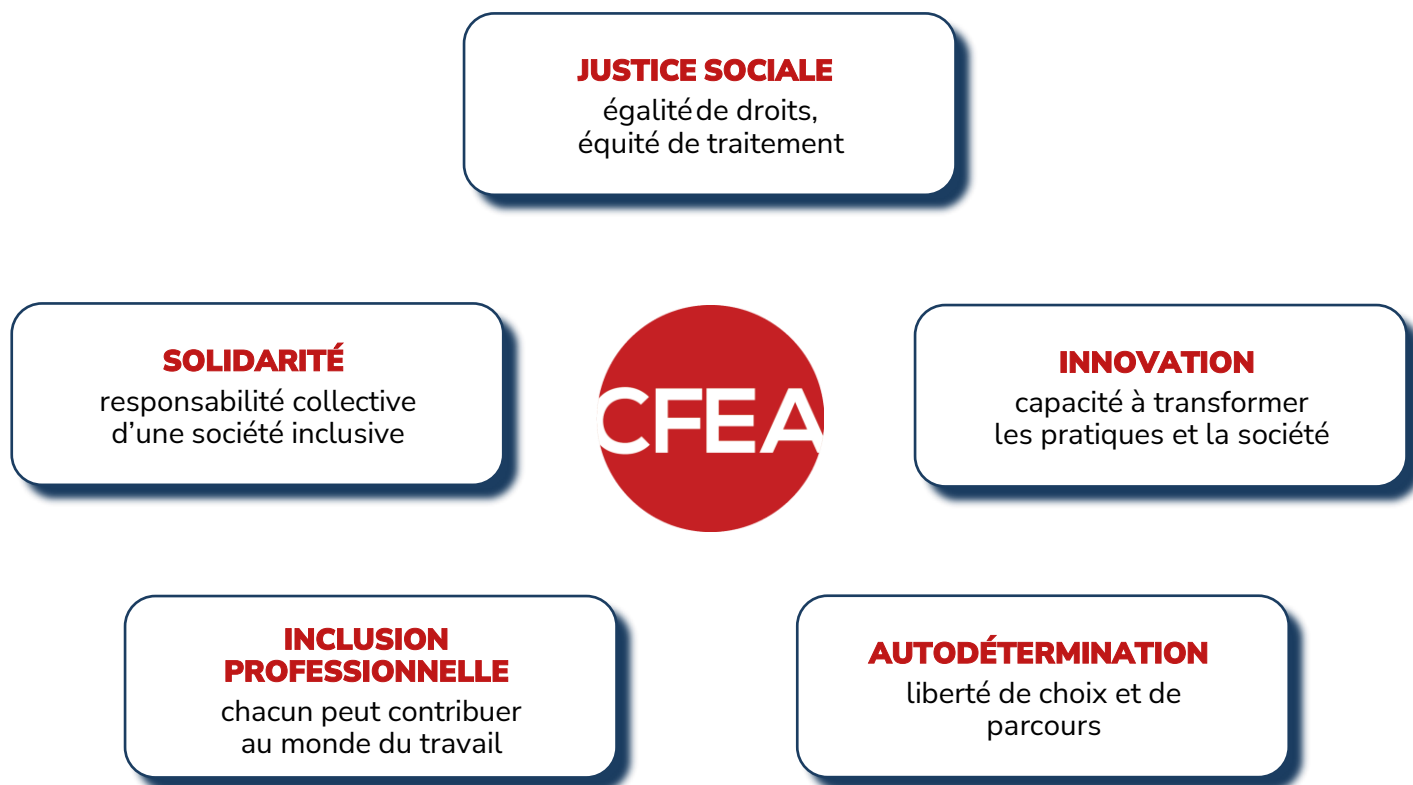 JUSTICE SOCIALE
égalité de droits,
équité de traitement
SOLIDARITÉ
responsabilité collective
d’une société inclusive
CFEA
INNOVATION
capacité à transformer
les pratiques et la société
INCLUSION
PROFESSIONNELLE
chacun peut contribuer
au monde du travail
AUTODÉTERMINATION
liberté de choix et de
parcours